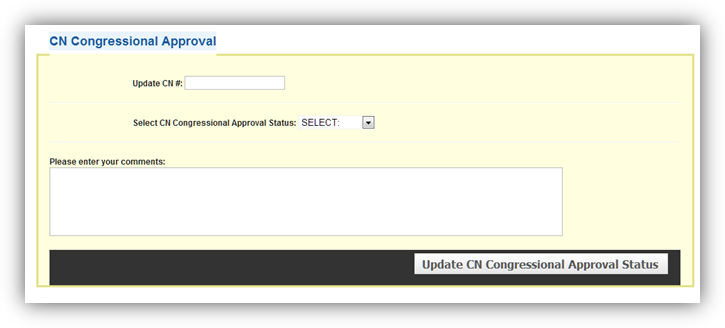 CN Congressional Approval
Update CN #:
Select CN Congressional Approval Status: SELECT:
Please enter your comments:
Update CN Congressional Approval Status